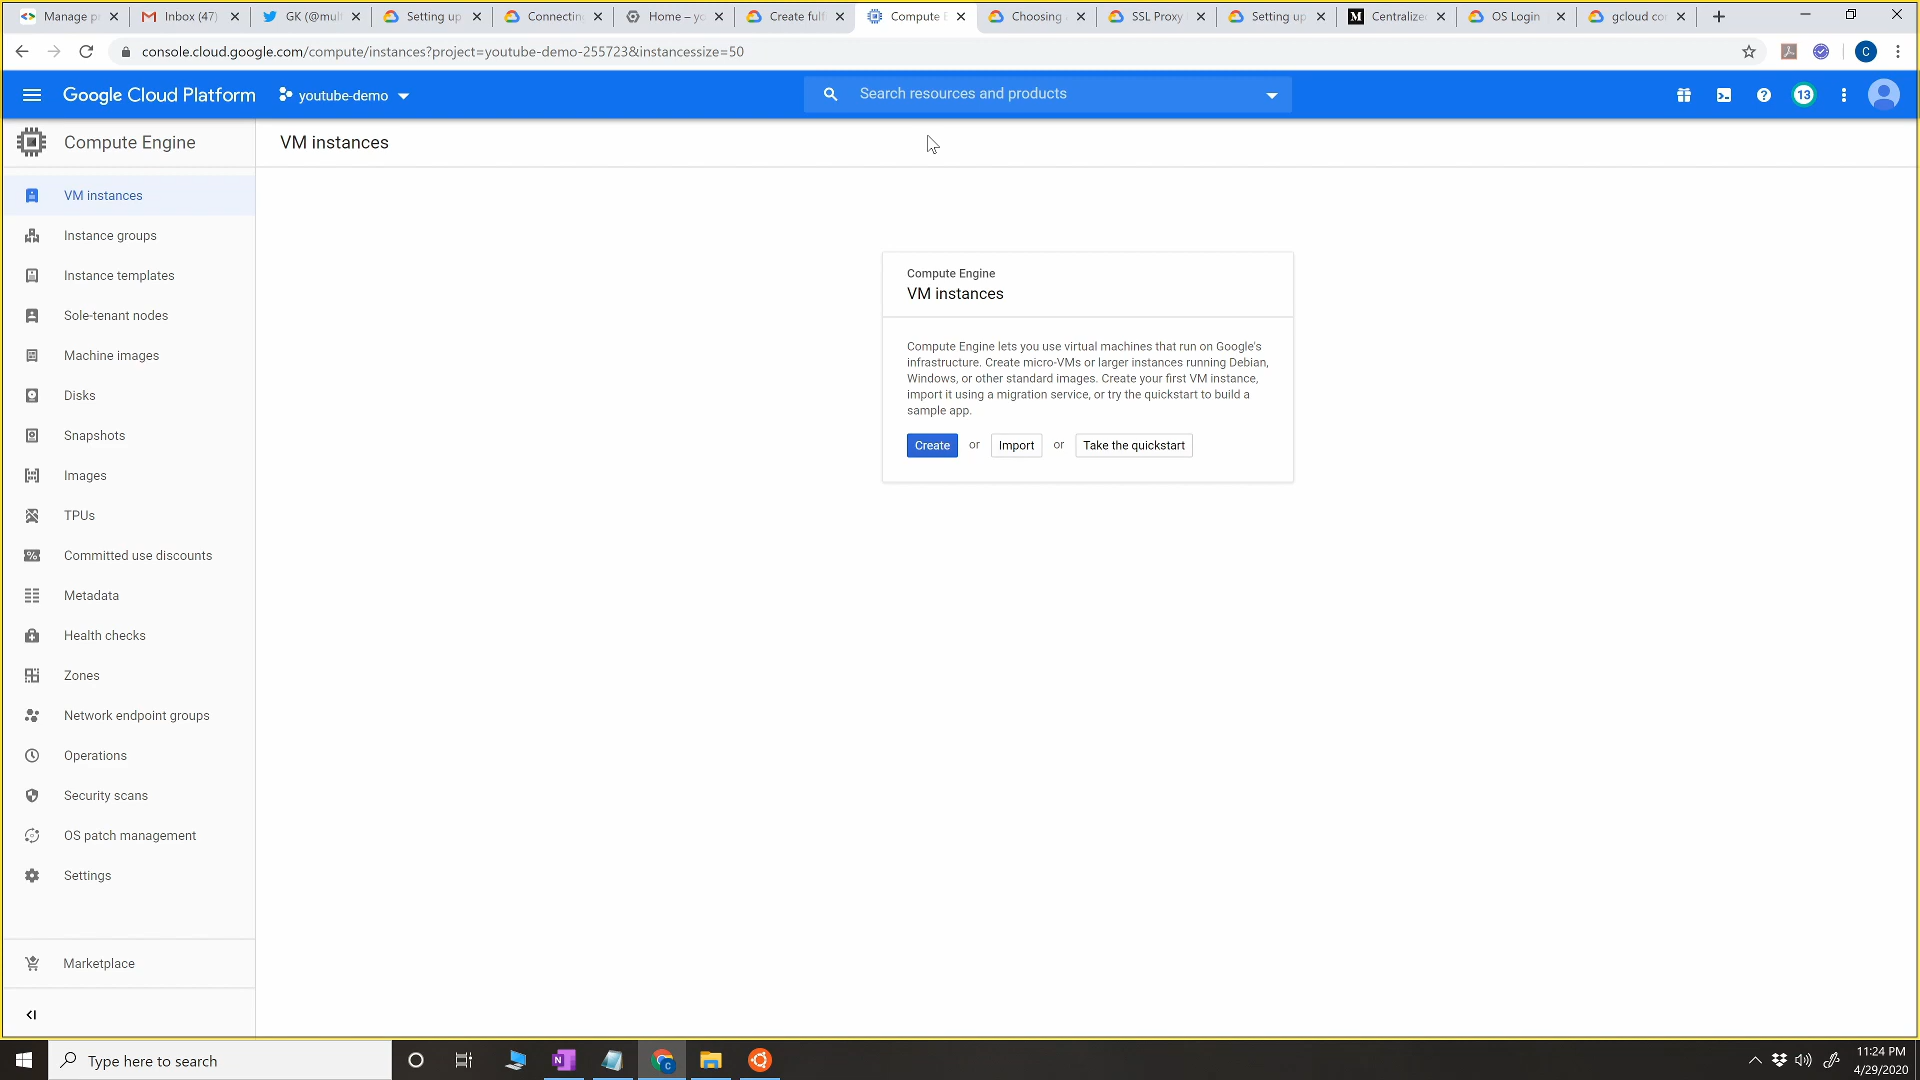 Manage p
Inbox (47)
GK (@mul
Setting up
Connectin
Home – yo
Create fulf
Compute E
Choosing
SSL Proxy
Setting up
M
Centralize
OS Login
gcloud co
console.cloud.google.com/compute/instances?project=youtube-demo-255723&instancessize=50
C
Google Cloud Platform
youtube-demo
Search resources and products
13
Compute Engine
VM instances
VM instances
Instance groups
Instance templates
Sole-tenant nodes
Machine images
Disks
Snapshots
Images
TPUs
Committed use discounts
Metadata
Health checks
Zones
Network endpoint groups
Operations
Security scans
OS patch management
Settings
Marketplace
Compute Engine
VM instances
Compute Engine lets you use virtual machines that run on Google's
infrastructure. Create micro-VMs or larger instances running Debian,
Windows, or other standard images. Create your first VM instance,
import it using a migration service, or try the quickstart to build a
sample app.
Create or Import or Take the quickstart
Type here to search
11:24 PM
4/29/2020